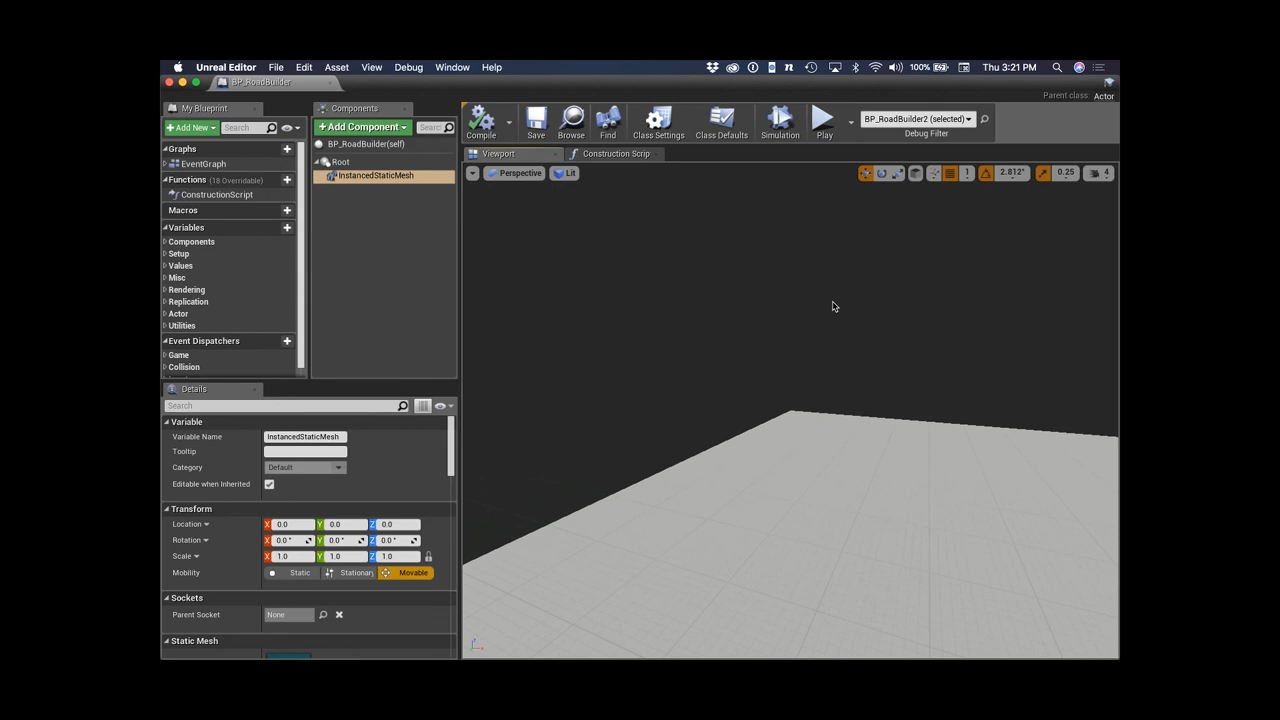 Unreal Editor File Edit Asset View Debug Window Help 100% Thu 3:21 PM
BP_RoadBuilder
Parent class: Actor
My Blueprint
Add New Search
Graphs
EventGraph
Functions (18 Overridable)
ConstructionScript
Macros
Variables
Components
Setup
Values
Misc
Rendering
Replication
Actor
Utilities
Event Dispatchers
Game
Collision
Components
Add Component Searc
BP_RoadBuilder(self)
Root
InstancedStaticMesh
Compile Save Browse Find Class Settings Class Defaults Simulation Play
BP_RoadBuilder2 (selected)
Debug Filter
Viewport Construction Scrip
Perspective Lit 1 2.812° 0.25 4
Details
Search
Variable
Variable Name InstancedStaticMesh
Tooltip
Category Default
Editable when Inherited
Transform
Location X 0.0 Y 0.0 Z 0.0
Rotation X 0.0 ° Y 0.0 ° Z 0.0 °
Scale X 1.0 Y 1.0 Z 1.0
Mobility Static Stationary Movable
Sockets
Parent Socket None
Static Mesh